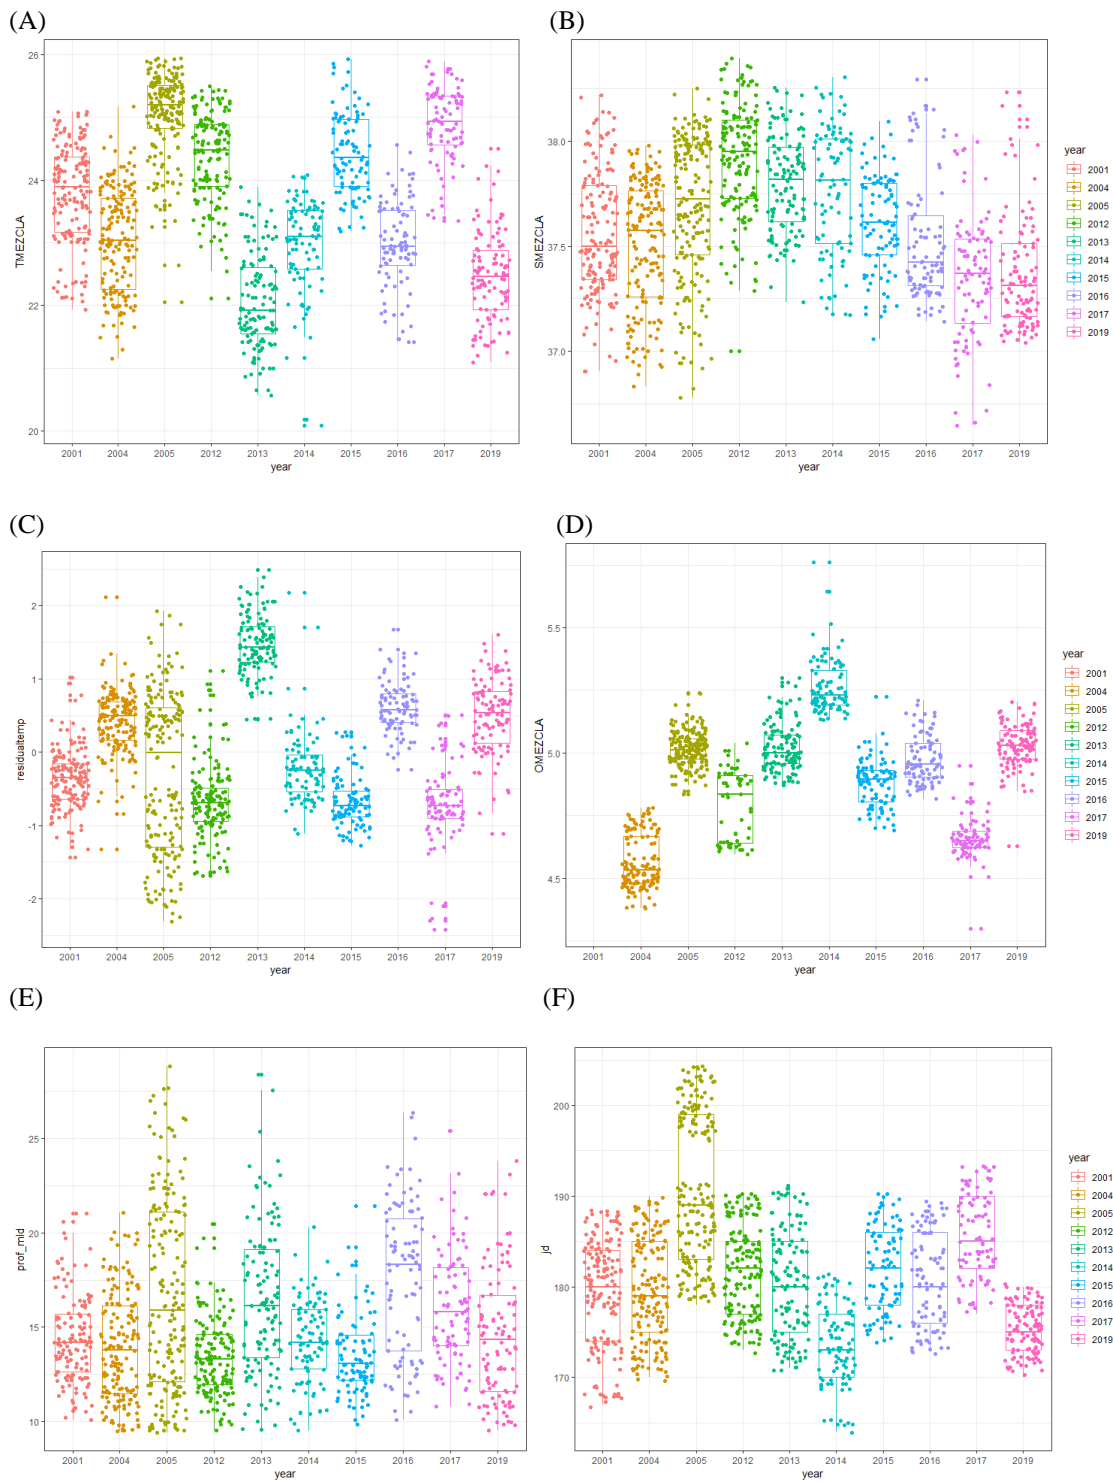 (A)
(B)
26
24
22
20
TMEZCLA
2001 2004 2005 2012 2013 2014 2015 2016 2017 2019
year
38.0
37.5
37.0
SMEZCLA
2001 2004 2005 2012 2013 2014 2015 2016 2017 2019
year
year
2001
2004
2005
2012
2013
2014
2015
2016
2017
2019
(C)
(D)
2
1
0
-1
-2
residualtemp
2001 2004 2005 2012 2013 2014 2015 2016 2017 2019
year
5.5
5.0
4.5
OMEZCLA
2001 2004 2005 2012 2013 2014 2015 2016 2017 2019
year
year
2001
2004
2005
2012
2013
2014
2015
2016
2017
2019
(E)
(F)
25
20
15
10
prof_mld
2001 2004 2005 2012 2013 2014 2015 2016 2017 2019
year
200
190
180
170
jd
2001 2004 2005 2012 2013 2014 2015 2016 2017 2019
year
year
2001
2004
2005
2012
2013
2014
2015
2016
2017
2019